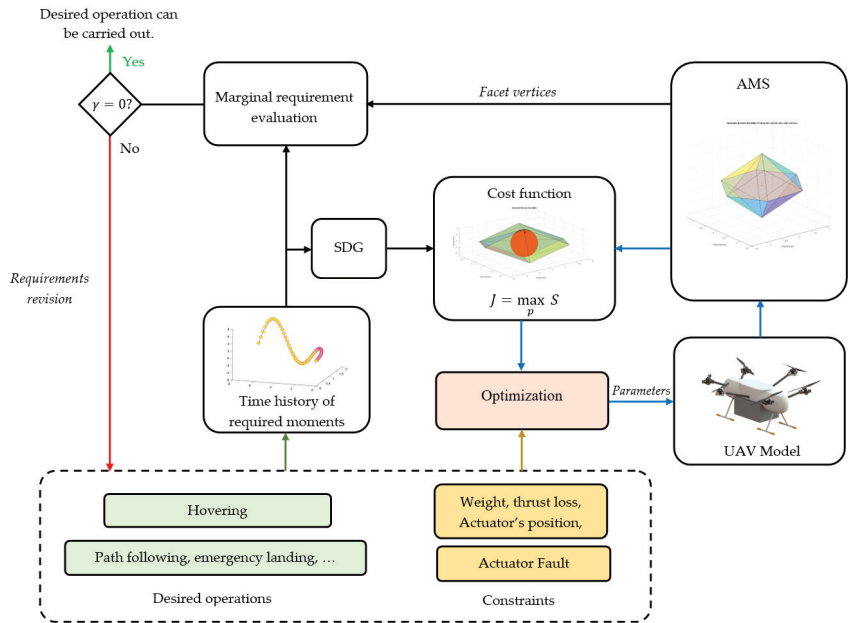 Desired operation can
be carried out.
Yes
γ = 0?
No
Marginal requirement
evaluation
Facet vertices
AMS
Cost function
J = max S
p
SDG
Requirements
revision
Time history of
required moments
Optimization
Parameters
UAV Model
Hovering
Path following, emergency landing, …
Desired operations
Weight, thrust loss,
Actuator's position,
Actuator Fault
Constraints